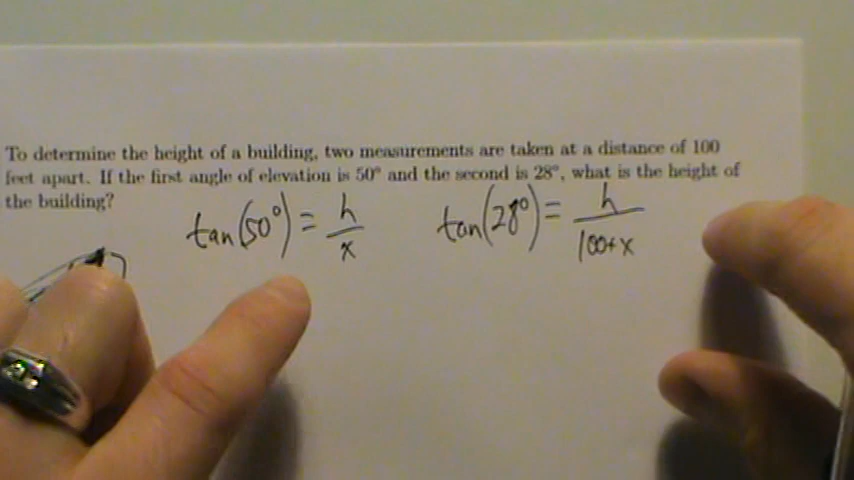 To determine the height of a building, two measurements are taken at a distance of 100
feet apart. If the first angle of elevation is 50° and the second is 28°, what is the height of
the building?
tan(50°) = h/x tan(28°) = h/(100+x)